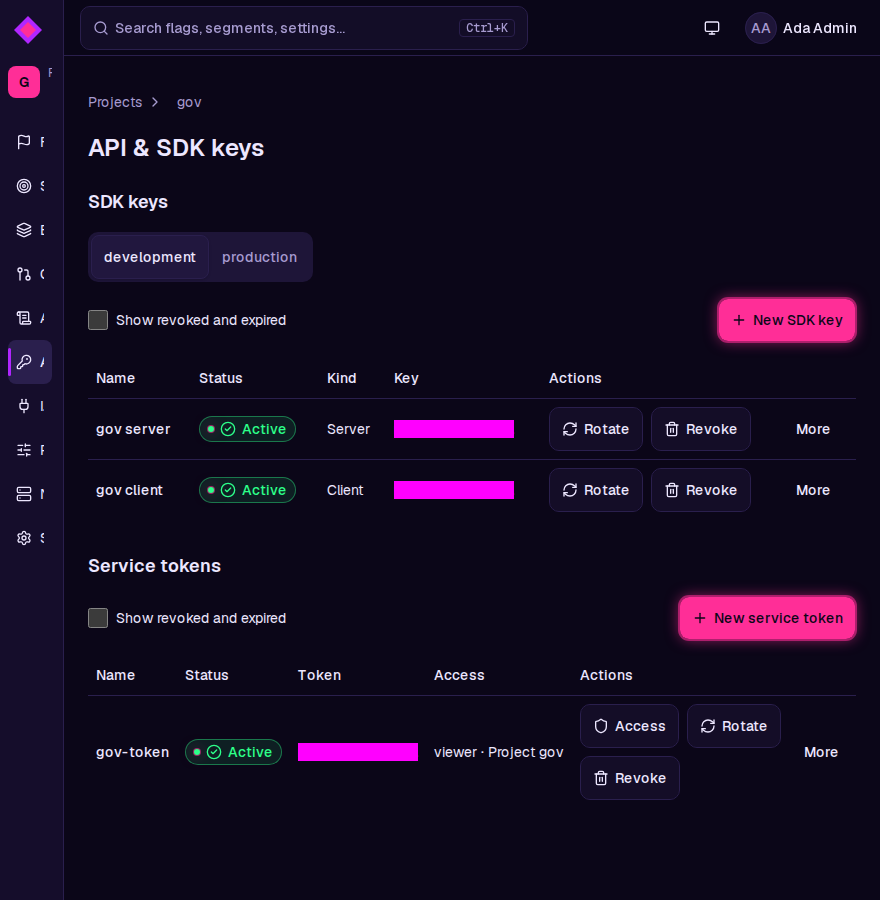 Search flags, segments, settings...
Ctrl+K
AA
Ada Admin
G
Projects
gov
API & SDK keys
SDK keys
development
production
Show revoked and expired
New SDK key
Name Status Kind Key Actions
gov server Active Server Rotate Revoke More
gov client Active Client Rotate Revoke More
Service tokens
Show revoked and expired
New service token
Name Status Token Access Actions
gov-token Active viewer · Project gov Access Rotate More
Revoke